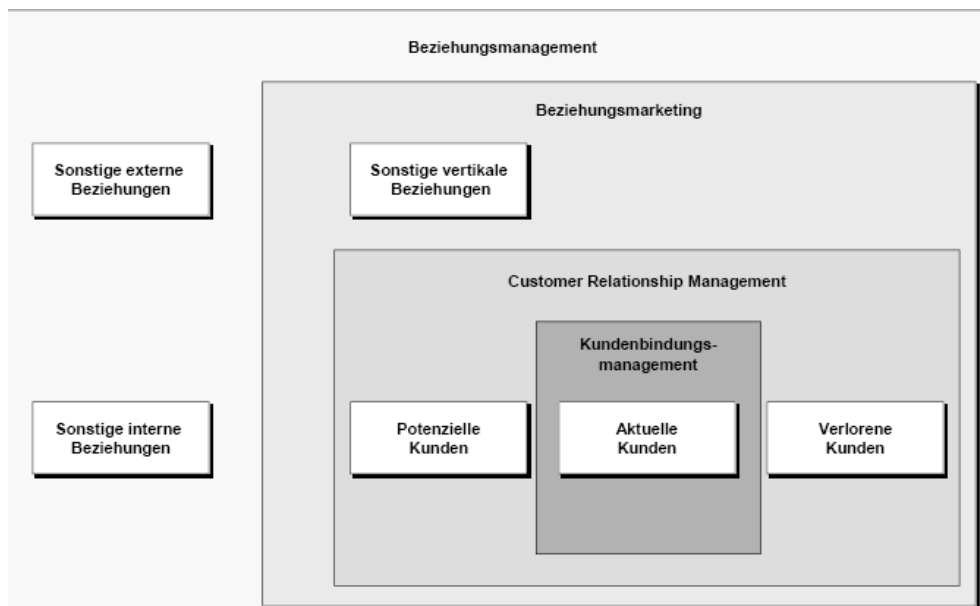 Beziehungsmanagement
Beziehungsmarketing
Sonstige externe
Beziehungen
Sonstige vertikale
Beziehungen
Customer Relationship Management
Kundenbindungs-
management
Sonstige interne
Beziehungen
Potenzielle
Kunden
Aktuelle
Kunden
Verlorene
Kunden